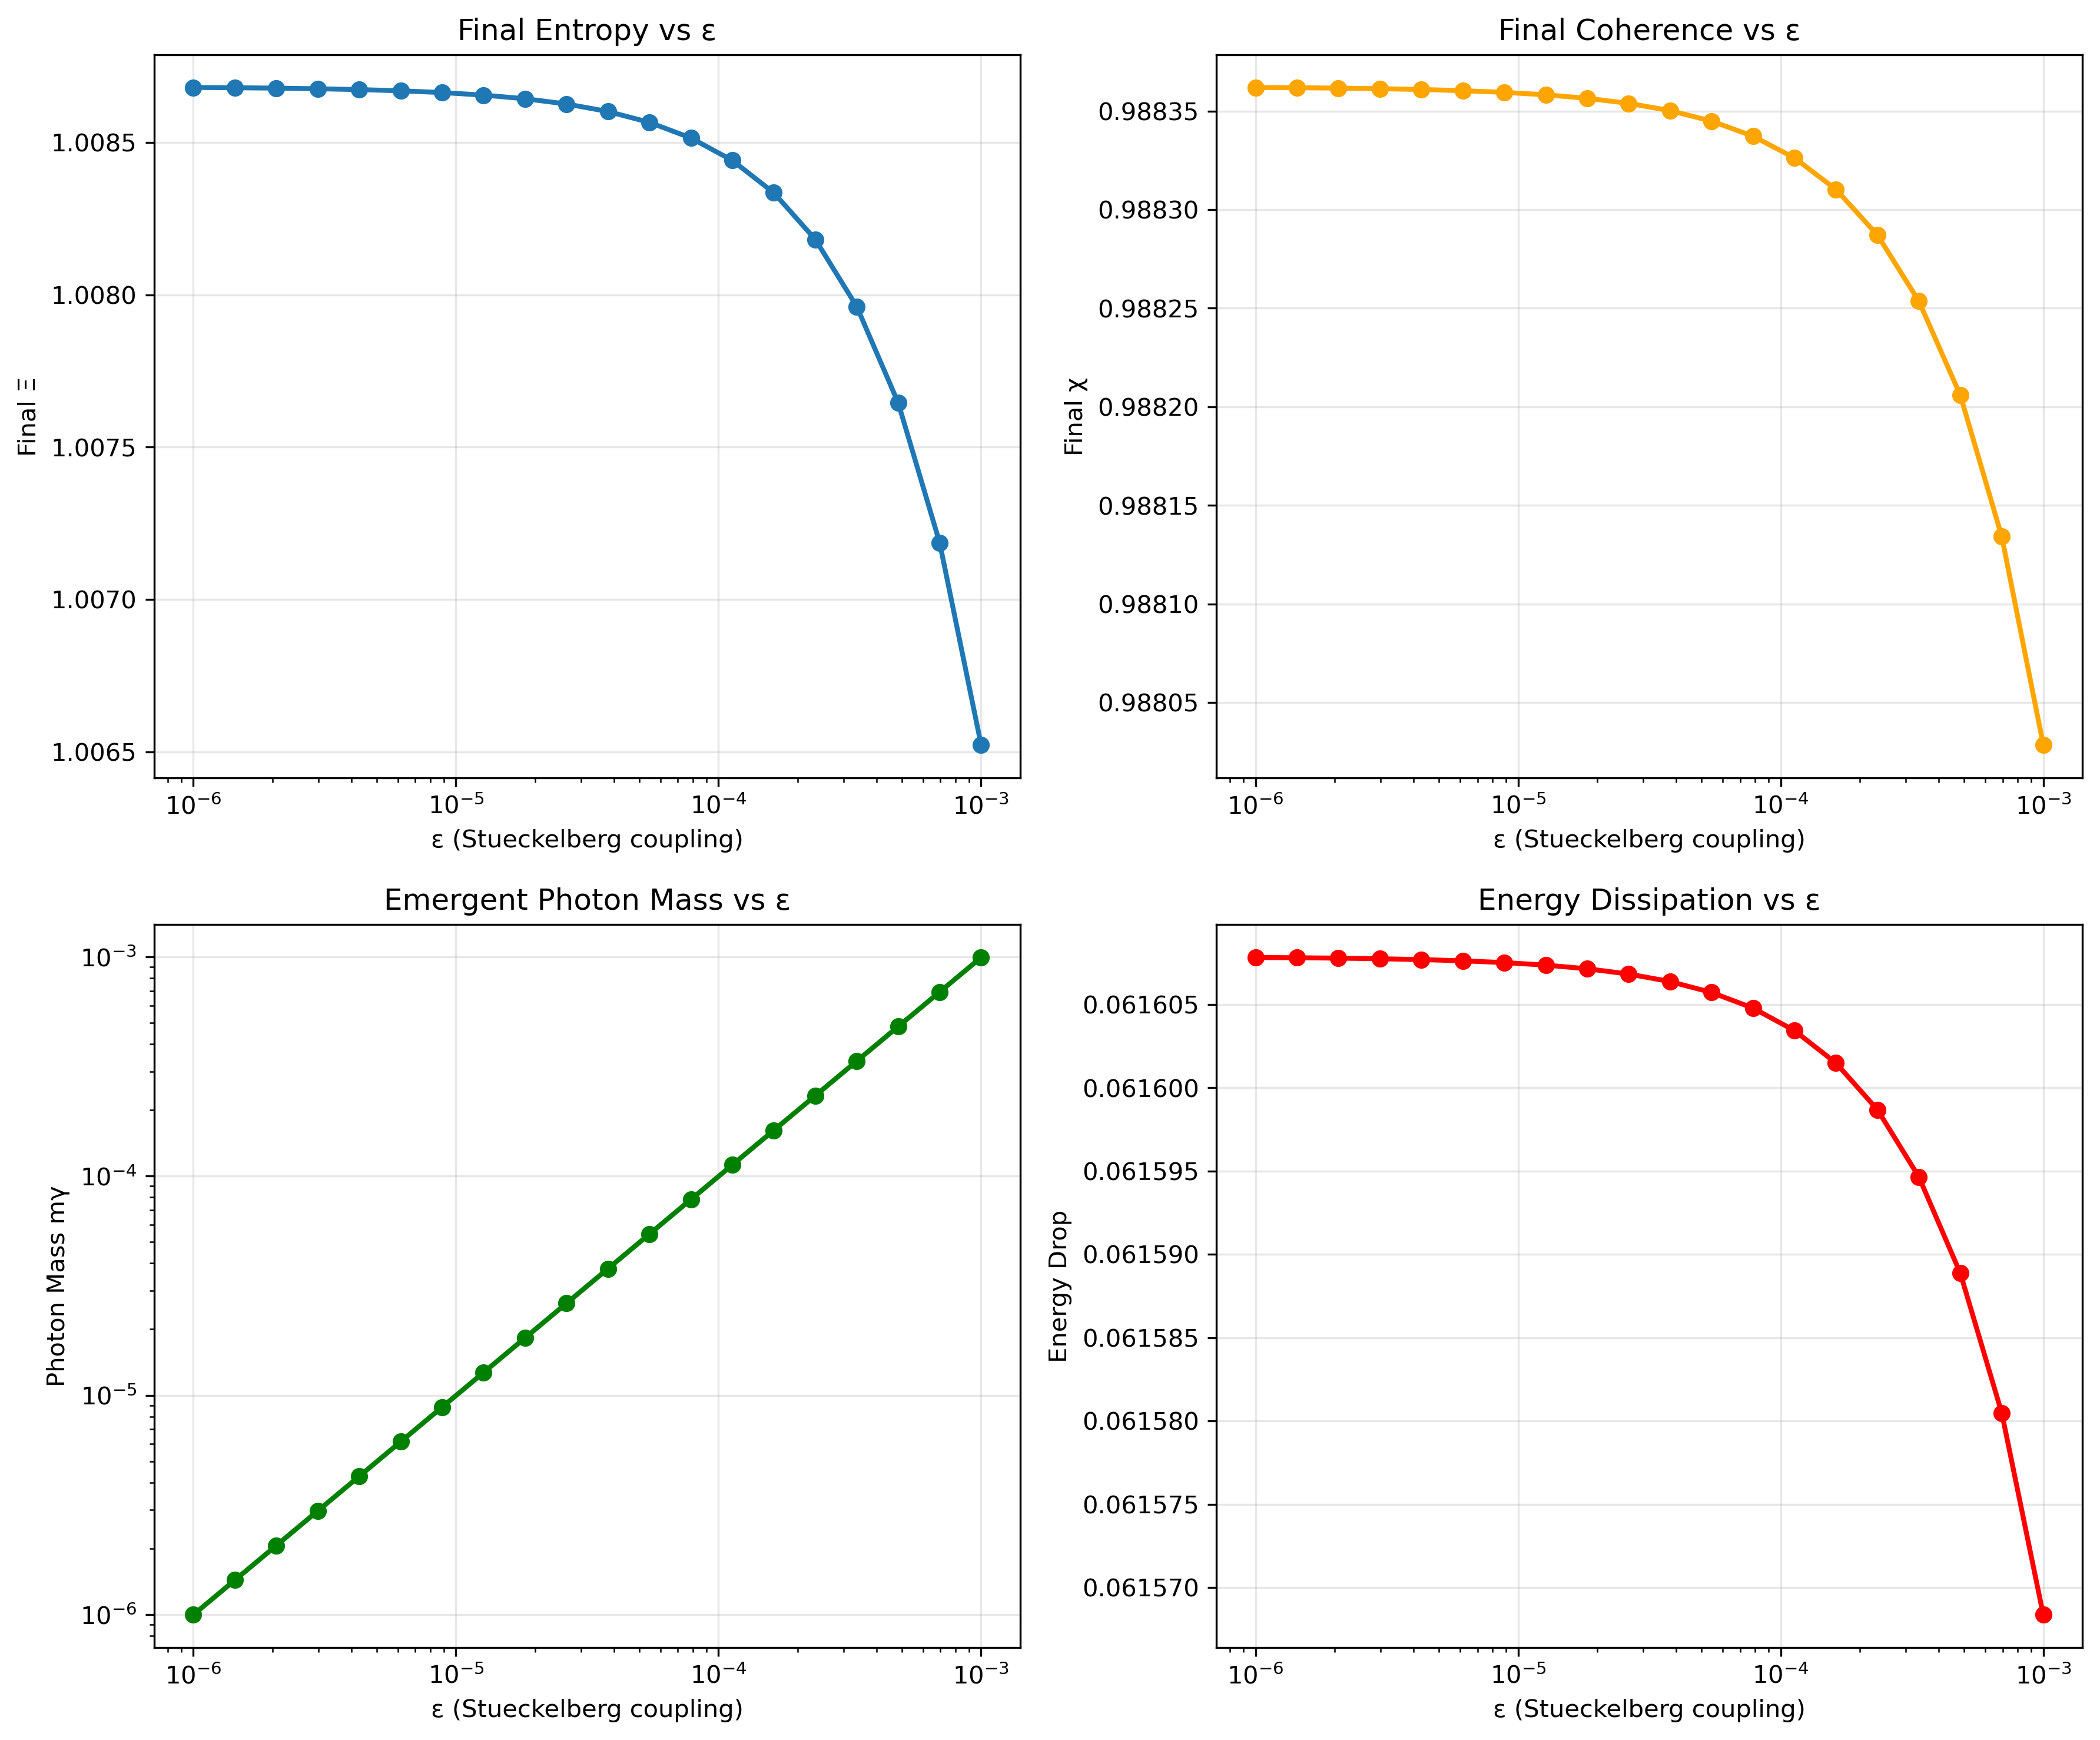 Final Entropy vs ε
Final Ξ
1.0085
1.0080
1.0075
1.0070
1.0065
10⁻⁶ 10⁻⁵ 10⁻⁴ 10⁻³
ε (Stueckelberg coupling)
Final Coherence vs ε
Final χ
0.98835
0.98830
0.98825
0.98820
0.98815
0.98810
0.98805
10⁻⁶ 10⁻⁵ 10⁻⁴ 10⁻³
ε (Stueckelberg coupling)
Emergent Photon Mass vs ε
Photon Mass mγ
10⁻³
10⁻⁴
10⁻⁵
10⁻⁶
10⁻⁶ 10⁻⁵ 10⁻⁴ 10⁻³
ε (Stueckelberg coupling)
Energy Dissipation vs ε
Energy Drop
0.061605
0.061600
0.061595
0.061590
0.061585
0.061580
0.061575
0.061570
10⁻⁶ 10⁻⁵ 10⁻⁴ 10⁻³
ε (Stueckelberg coupling)